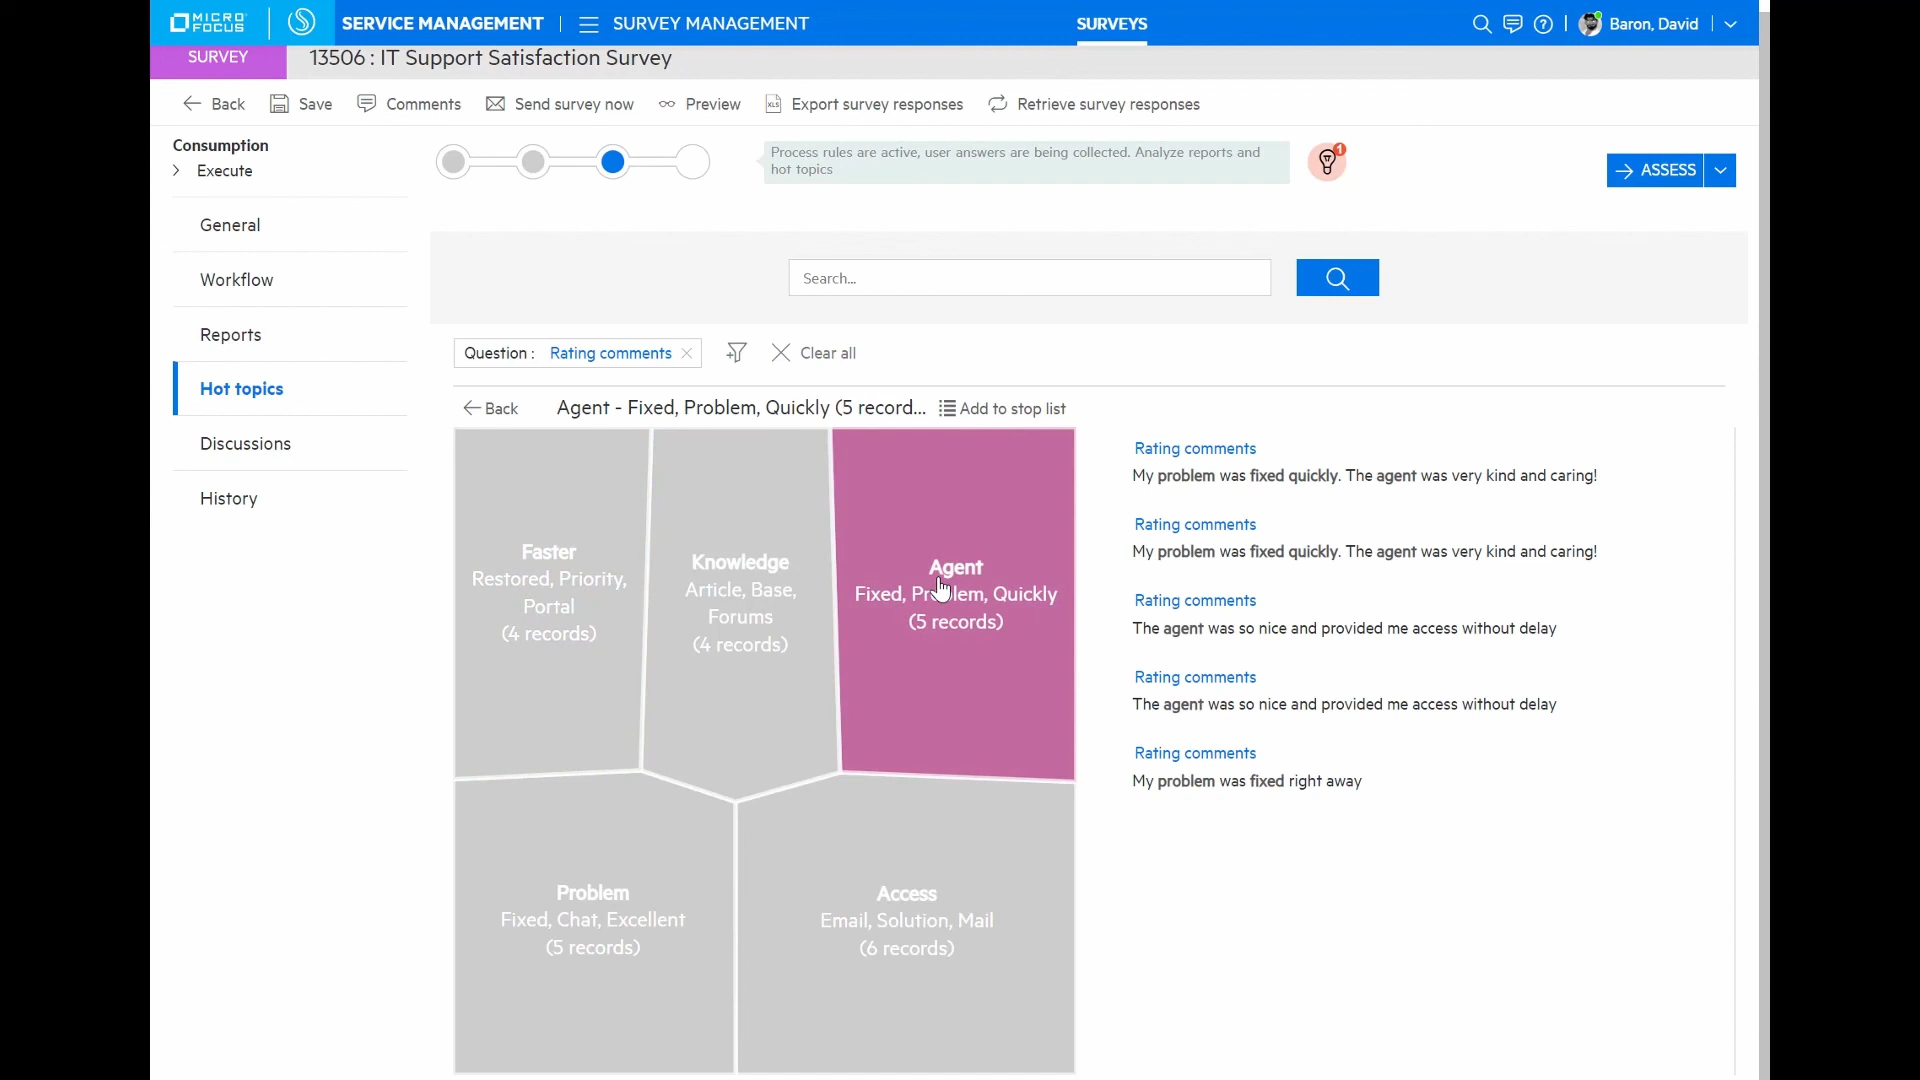 MICRO FOCUS
SERVICE MANAGEMENT
SURVEY MANAGEMENT
SURVEYS
Baron, David
SURVEY
13506 : IT Support Satisfaction Survey
Back
Save
Comments
Send survey now
Preview
XLS
Export survey responses
Retrieve survey responses
Consumption
Execute
Process rules are active, user answers are being collected. Analyze reports and
hot topics
1
ASSESS
General
Workflow
Reports
Hot topics
Discussions
History
Search...
Question : Rating comments
Clear all
Back
Agent - Fixed, Problem, Quickly (5 record...
Add to stop list
Faster
Restored, Priority,
Portal
(4 records)
Knowledge
Article, Base,
Forums
(4 records)
Agent
Fixed, Problem, Quickly
(5 records)
Problem
Fixed, Chat, Excellent
(5 records)
Access
Email, Solution, Mail
(6 records)
Rating comments
My problem was fixed quickly. The agent was very kind and caring!
Rating comments
My problem was fixed quickly. The agent was very kind and caring!
Rating comments
The agent was so nice and provided me access without delay
Rating comments
The agent was so nice and provided me access without delay
Rating comments
My problem was fixed right away